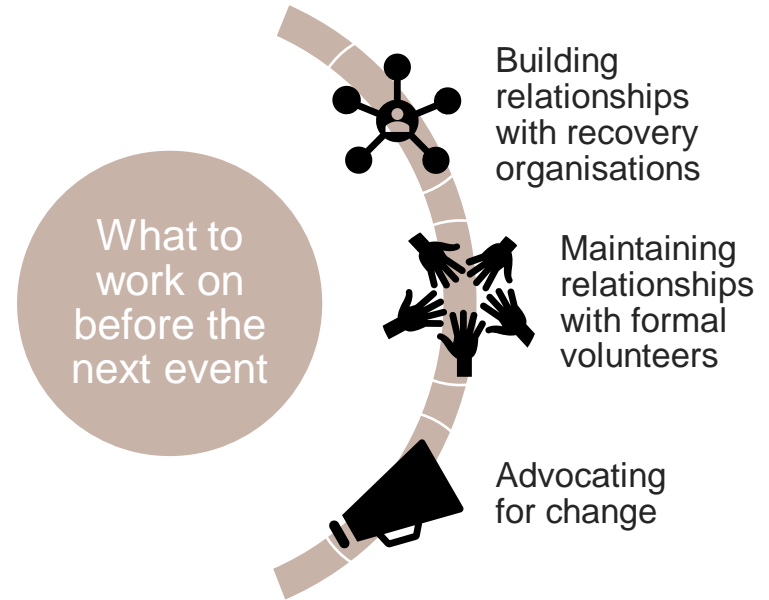 What to
work on
before the
next event
Building
relationships
with recovery
organisations
Maintaining
relationships
with formal
volunteers
Advocating
for change